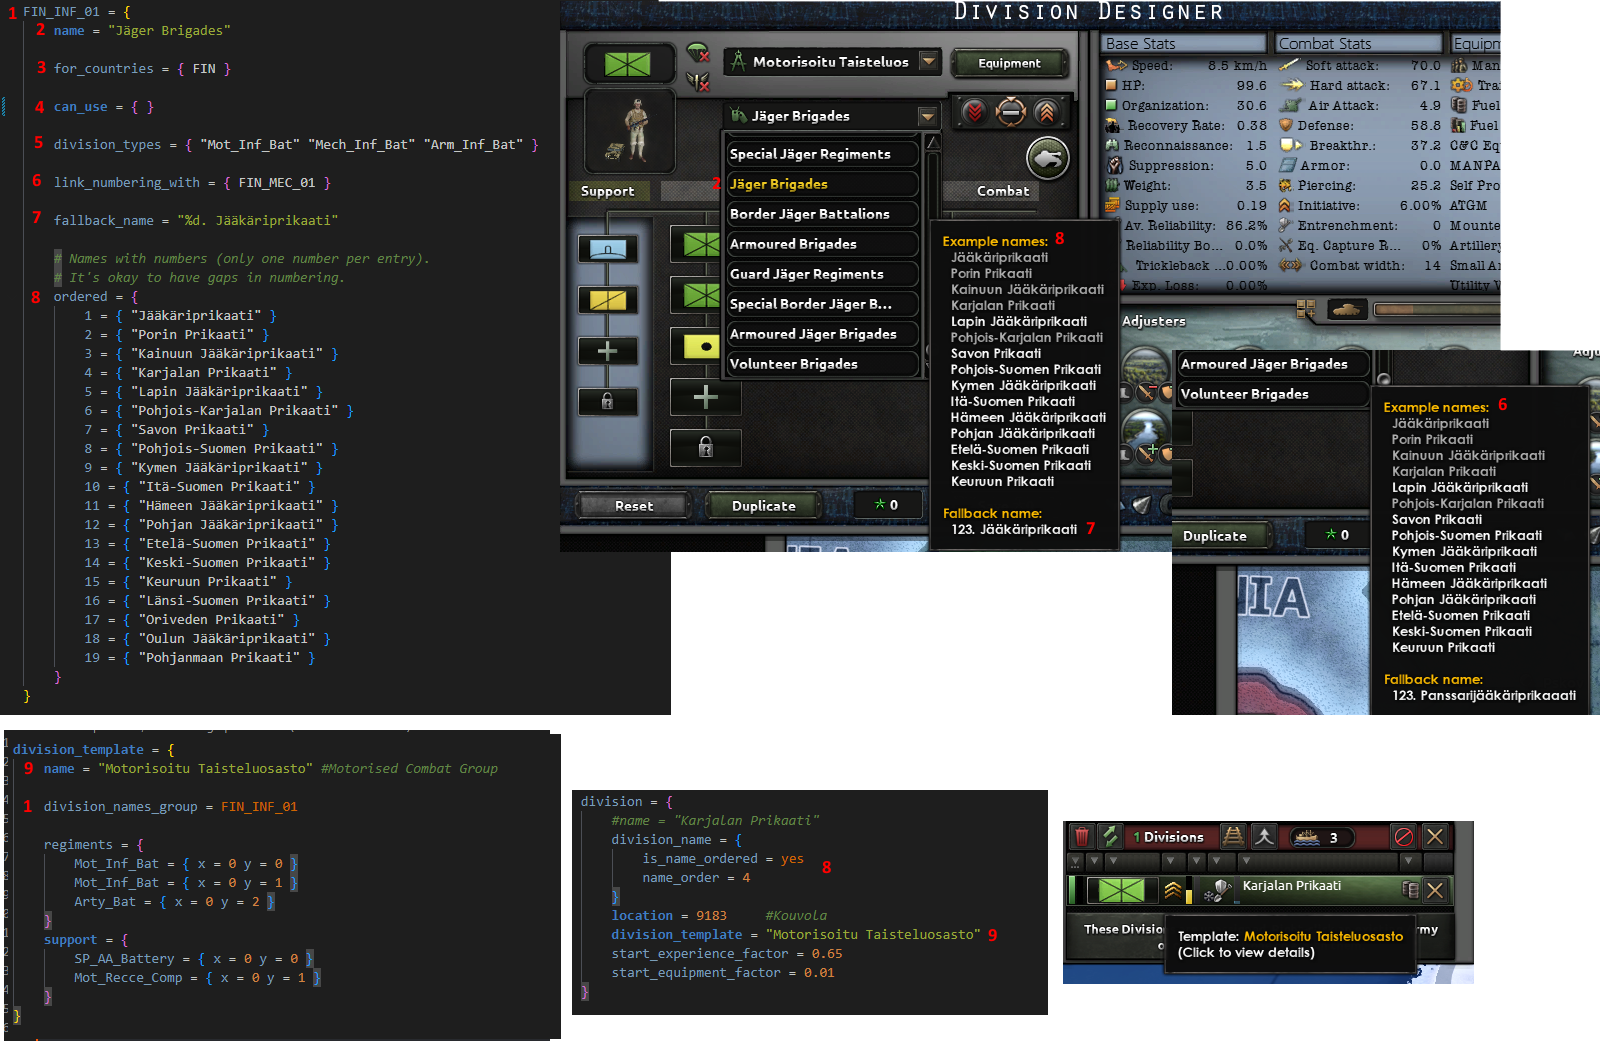 1 FIN_INF_01 = {
2 name = "Jäger Brigades"
3 for_countries = { FIN }
4 can_use = { }
5 division_types = { "Mot_Inf_Bat" "Mech_Inf_Bat" "Arm_Inf_Bat" }
6 link_numbering_with = { FIN_MEC_01 }
7 fallback_name = "%d. Jääkäriprikaati"
# Names with numbers (only one number per entry).
# It's okay to have gaps in numbering.
8 ordered = {
1 = { "Jääkäriprikaati" }
2 = { "Porin Prikaati" }
3 = { "Kainuun Jääkäriprikaati" }
4 = { "Karjalan Prikaati" }
5 = { "Lapin Jääkäriprikaati" }
6 = { "Pohjois-Karjalan Prikaati" }
7 = { "Savon Prikaati" }
8 = { "Pohjois-Suomen Prikaati" }
9 = { "Kymen Jääkäriprikaati" }
10 = { "Itä-Suomen Prikaati" }
11 = { "Hämeen Jääkäriprikaati" }
12 = { "Pohjan Jääkäriprikaati" }
13 = { "Etelä-Suomen Prikaati" }
14 = { "Keski-Suomen Prikaati" }
15 = { "Keuruun Prikaati" }
16 = { "Länsi-Suomen Prikaati" }
17 = { "Oriveden Prikaati" }
18 = { "Oulun Jääkäriprikaati" }
19 = { "Pohjanmaan Prikaati" }
}
}
DIVISION DESIGNER
Motorisoitu Taisteluos
Equipment
Jäger Brigades
Special Jäger Regiments
2 Jäger Brigades
Border Jäger Battalions
Armoured Brigades
Guard Jäger Regiments
Special Border Jäger B...
Armoured Jäger Brigades
Volunteer Brigades
Support
Combat
Reset
Duplicate
0
Base Stats
Speed: 8.5 km/h
HP: 99.6
Organization: 30.6
Recovery Rate: 0.38
Reconnaissance: 1.5
Suppression: 5.0
Weight: 3.5
Supply use: 0.19
Av. Reliability: 86.2%
Reliability Bo... 0.0%
Trickleback ...0.00%
Exp. Loss: 0.00%
Combat Stats
Soft attack: 70.0
Hard attack: 67.1
Air Attack: 4.9
Defense: 58.8
Breakthr.: 37.2
Armor: 0.0
Piercing: 25.2
Initiative: 6.00%
Entrenchment: 0
Eq. Capture R... 0%
Combat width: 14
Equipm
Man
Tra
Fuel
Fuel
C&C Eq
MANPA
Self Pro
ATGM
Mounte
Artiller
Small Ar
Utility V
Adjusters
Example names: 8
Jääkäriprikaati
Porin Prikaati
Kainuun Jääkäriprikaati
Karjalan Prikaati
Lapin Jääkäriprikaati
Pohjois-Karjalan Prikaati
Savon Prikaati
Pohjois-Suomen Prikaati
Kymen Jääkäriprikaati
Itä-Suomen Prikaati
Hämeen Jääkäriprikaati
Pohjan Jääkäriprikaati
Etelä-Suomen Prikaati
Keski-Suomen Prikaati
Keuruun Prikaati
Fallback name:
123. Jääkäriprikaati 7
Armoured Jäger Brigades
Volunteer Brigades
Duplicate
0
NIA
Example names: 6
Jääkäriprikaati
Porin Prikaati
Kainuun Jääkäriprikaati
Karjalan Prikaati
Lapin Jääkäriprikaati
Pohjois-Karjalan Prikaati
Savon Prikaati
Pohjois-Suomen Prikaati
Kymen Jääkäriprikaati
Itä-Suomen Prikaati
Hämeen Jääkäriprikaati
Pohjan Jääkäriprikaati
Etelä-Suomen Prikaati
Keski-Suomen Prikaati
Keuruun Prikaati
Fallback name:
123. Panssarijääkäriprikaaati
division_template = {
9 name = "Motorisoitu Taisteluosasto" #Motorised Combat Group
1 division_names_group = FIN_INF_01
regiments = {
Mot_Inf_Bat = { x = 0 y = 0 }
Mot_Inf_Bat = { x = 0 y = 1 }
Arty_Bat = { x = 0 y = 2 }
}
support = {
SP_AA_Battery = { x = 0 y = 0 }
Mot_Recce_Comp = { x = 0 y = 1 }
}
}
division = {
#name = "Karjalan Prikaati"
division_name = {
is_name_ordered = yes
name_order = 4
8
}
location = 9183 #Kouvola
division_template = "Motorisoitu Taisteluosasto" 9
start_experience_factor = 0.65
start_equipment_factor = 0.01
}
1 Divisions
3
Karjalan Prikaati
These Divisio
my
Template: Motorisoitu Taisteluosasto
(Click to view details)